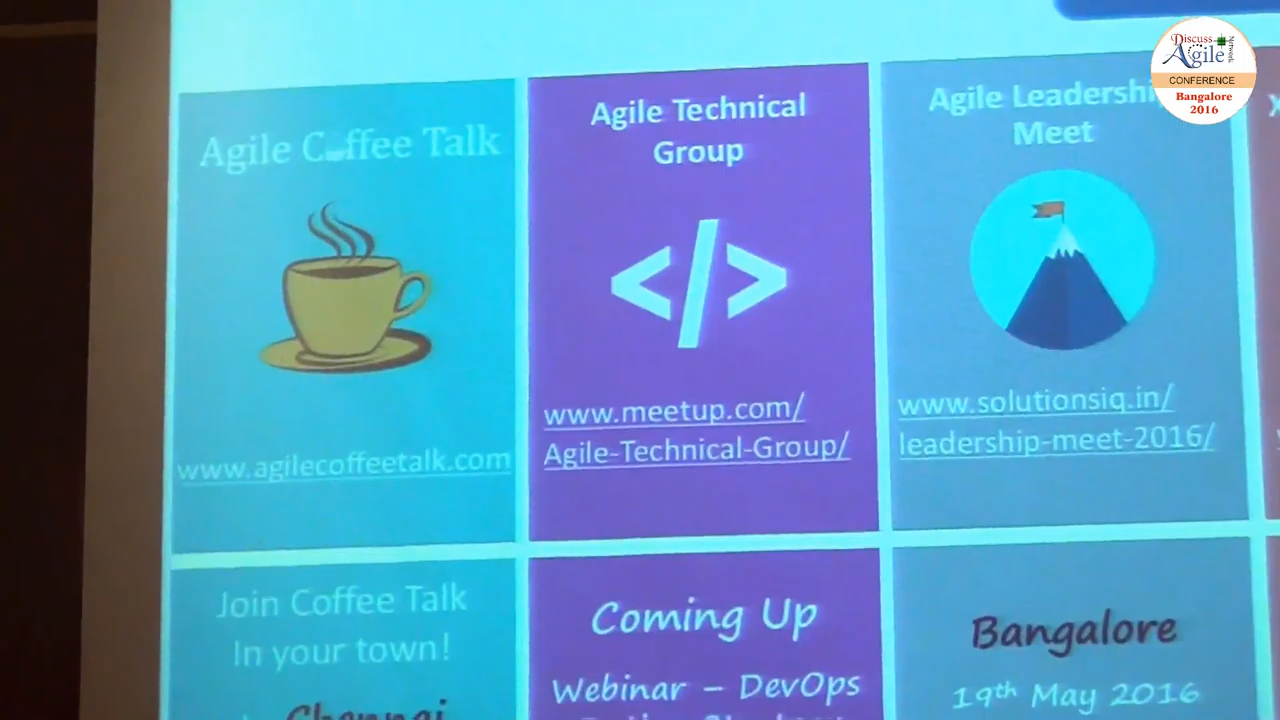 Discuss
Agile
Network
CONFERENCE
Bangalore
2016
Agile Coffee Talk
www.agilecoffeetalk.com
Join Coffee Talk
In your town!
Chennai
Agile Technical
Group
</>
www.meetup.com/
Agile-Technical-Group/
Coming Up
Webinar – DevOps
Agile
Meet
www.solutionsiq.in/
leadership-meet-2016/
Bangalore
19th May 2016